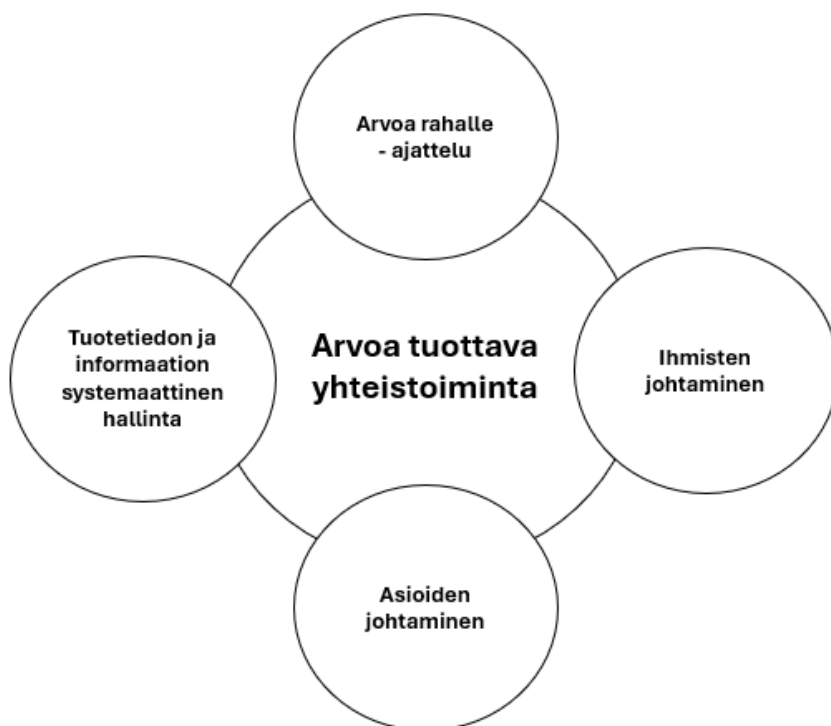 Arvoa rahalle
- ajattelu
Tuotetiedon ja
informaation
systemaattinen
hallinta
Arvoa tuottava
yhteistoiminta
Ihmisten
johtaminen
Asioiden
johtaminen